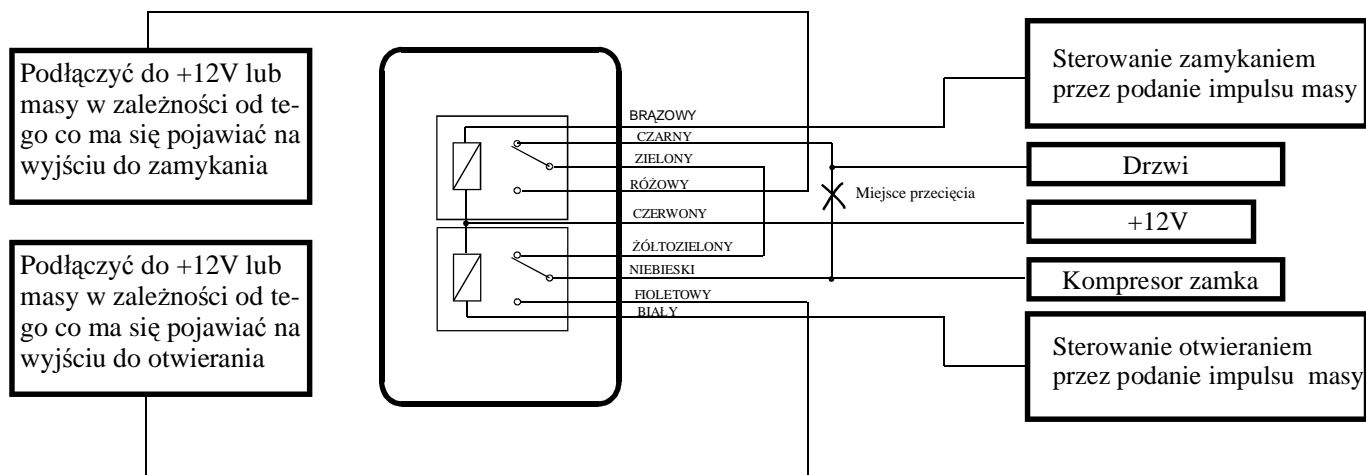 Podłączyć do +12V lub
masy w zależności od te-
go co ma się pojawiać na
wyjściu do zamykania
Podłączyć do +12V lub
masy w zależności od te-
go co ma się pojawiać na
wyjściu do otwierania
BRĄZOWY
CZARNY
ZIELONY
RÓŻOWY
CZERWONY
ŻÓŁTOZIELONY
NIEBIESKI
FIOLETOWY
BIAŁY
Miejsce przecięcia
Sterowanie zamykaniem
przez podanie impulsu masy
Drzwi
+12V
Kompresor zamka
Sterowanie otwieraniem
przez podanie impulsu masy